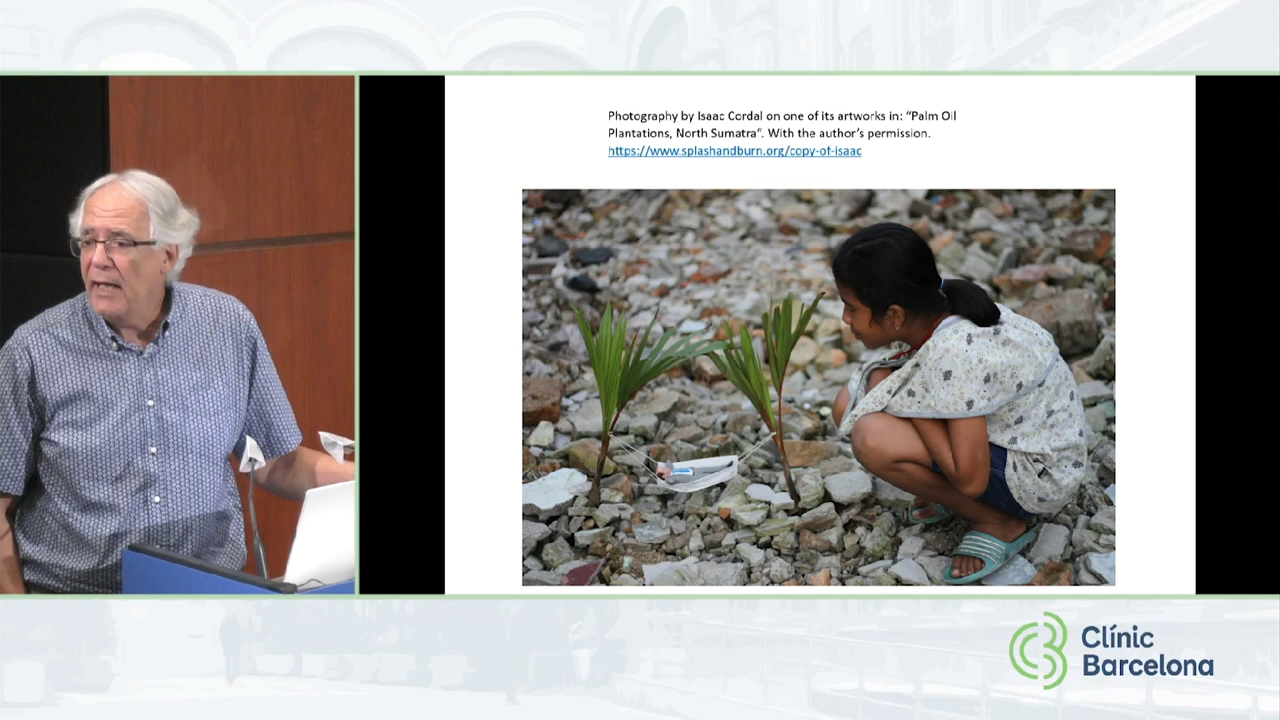 Photography by Isaac Cordal on one of its artworks in: “Palm Oil
Plantations, North Sumatra”. With the author’s permission.
https://www.splashandburn.org/copy-of-isaac
Clínic
Barcelona